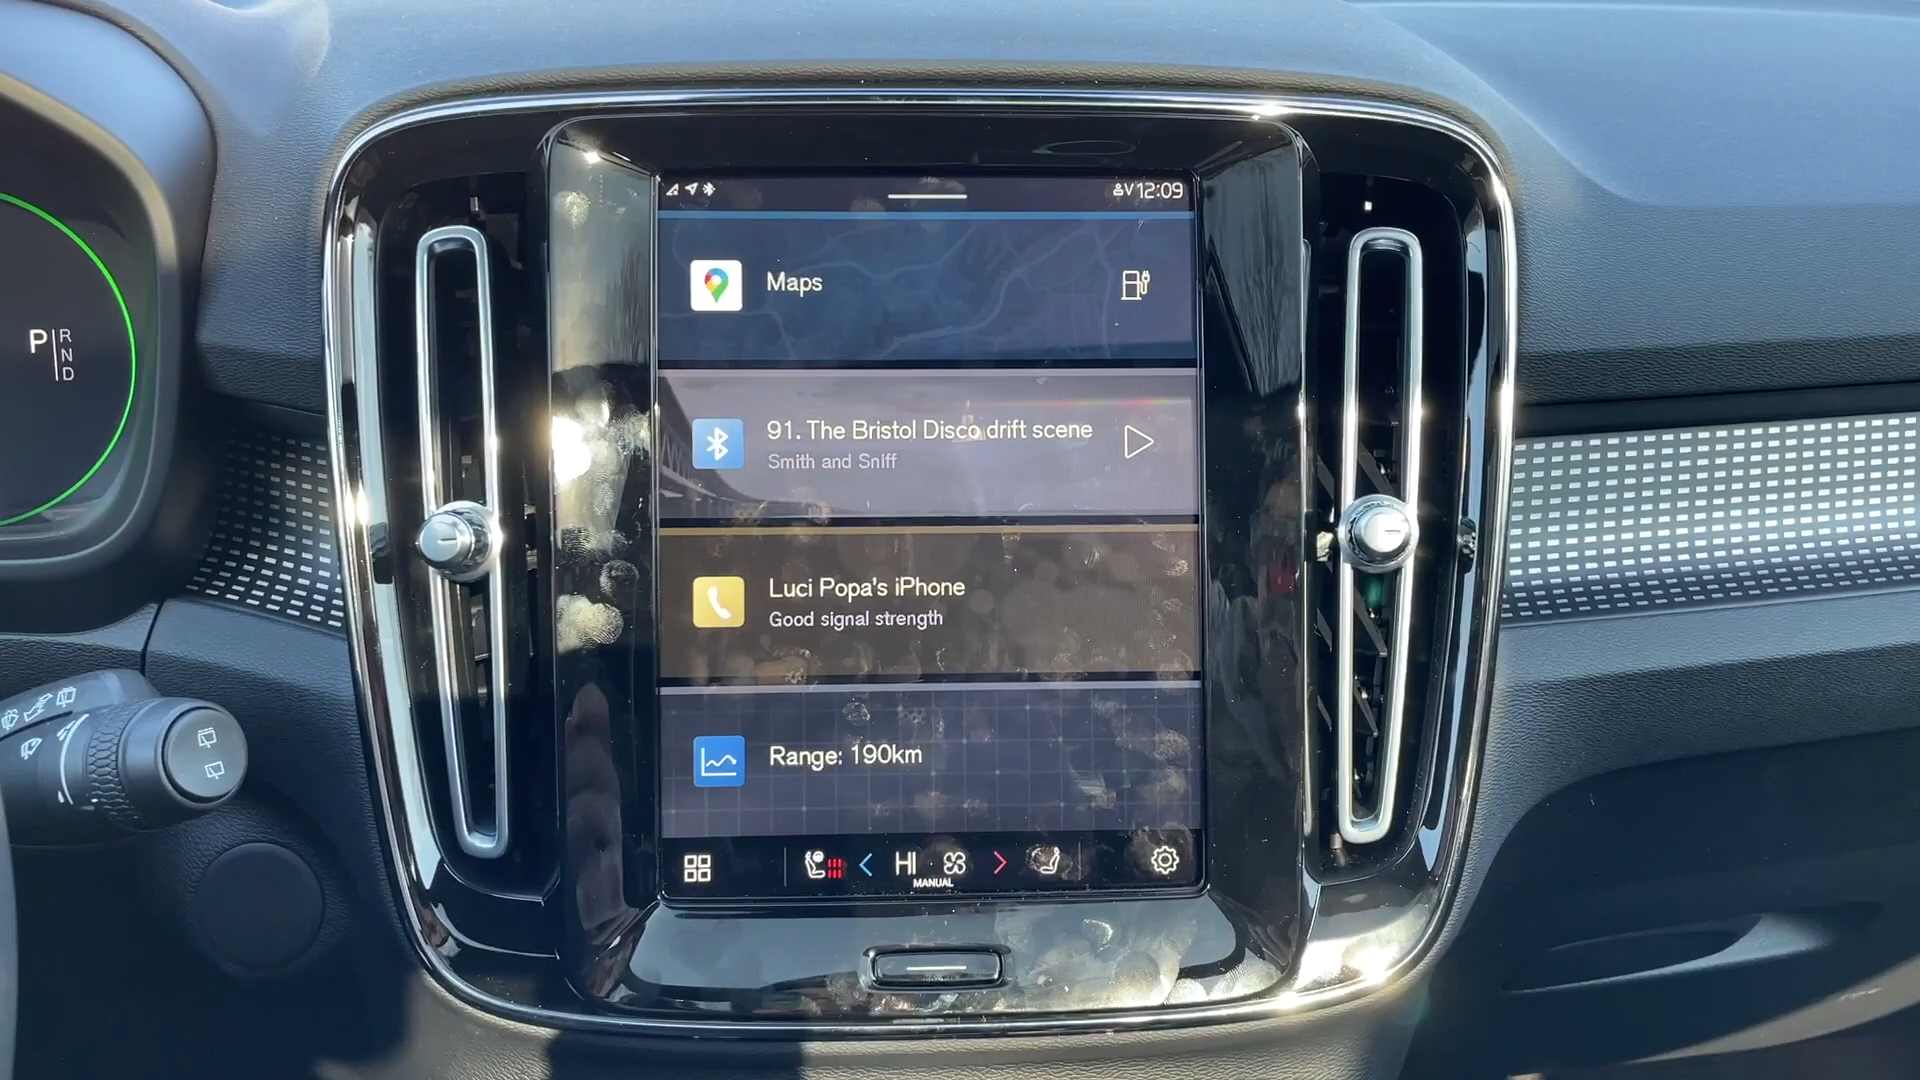 V 12:09
Maps
91. The Bristol Disco drift scene
Smith and Sniff
Luci Popa's iPhone
Good signal strength
Range: 190km
HI
MANUAL
P
R
N
D